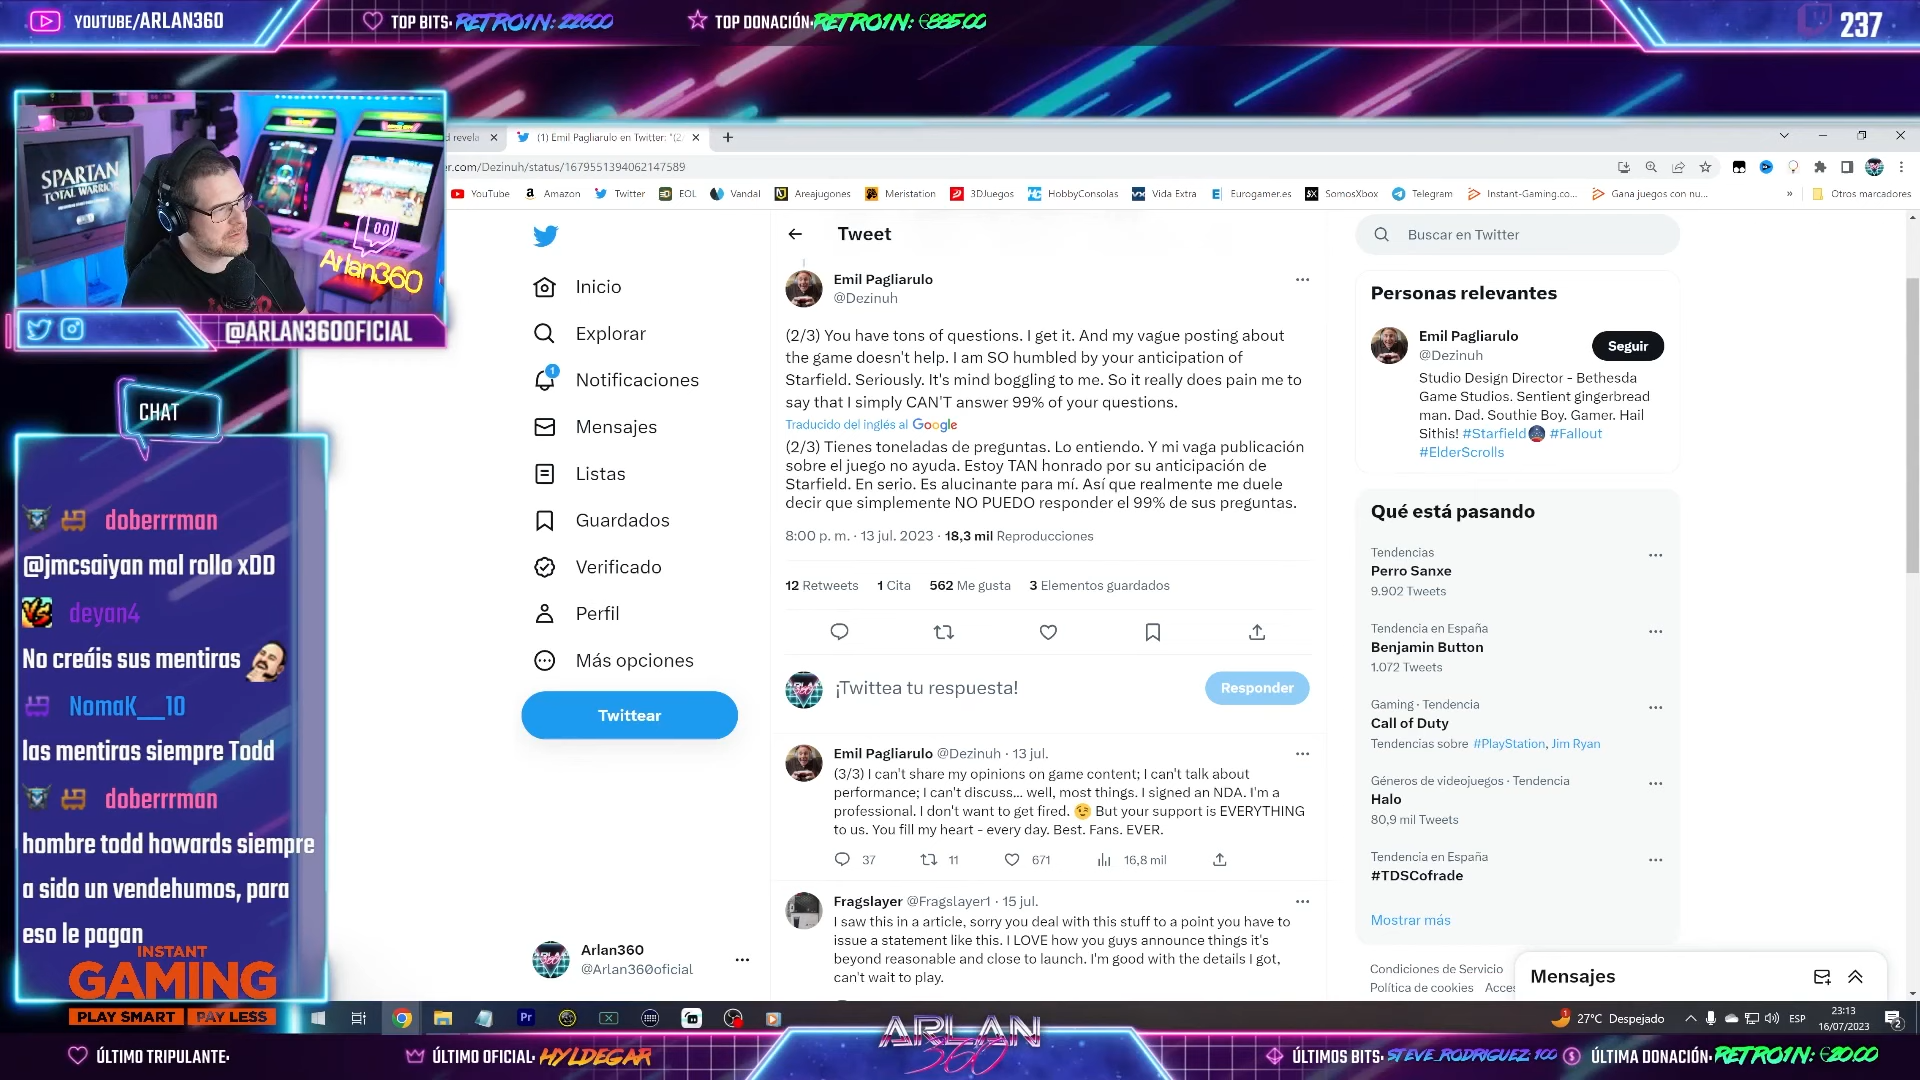 YOUTUBE/ARLAN360
TOP BITS: RETRO1N: 22600
TOP DONACIÓN: RETRO1N: €885.00
237
SPARTAN
TOTAL WARRIOR
Arlan360
@ARLAN360OFICIAL
CHAT
doberrrman
@jmcsaiyan mal rollo xDD
deyan4
No creáis sus mentiras
NomaK__10
las mentiras siempre Todd
doberrrman
hombre todd howards siempre
a sido un vendehumos, para
eso le pagan
INSTANT
GAMING
PLAY SMART PAY LESS
d revela
(1) Emil Pagliarulo en Twitter: "(2/
er.com/Dezinuh/status/1679551394062147589
YouTube Amazon Twitter EOL Vandal Areajugones Meristation 3DJuegos HobbyConsolas Vida Extra Eurogamer.es SomosXbox Telegram Instant-Gaming.co... Gana juegos con nu... » Otros marcadores
Inicio
Explorar
1
Notificaciones
Mensajes
Listas
Guardados
Verificado
Perfil
Más opciones
Twittear
Arlan360
@Arlan360oficial
Tweet
Emil Pagliarulo
@Dezinuh
(2/3) You have tons of questions. I get it. And my vague posting about
the game doesn't help. I am SO humbled by your anticipation of
Starfield. Seriously. It's mind boggling to me. So it really does pain me to
say that I simply CAN'T answer 99% of your questions.
Traducido del inglés al Google
(2/3) Tienes toneladas de preguntas. Lo entiendo. Y mi vaga publicación
sobre el juego no ayuda. Estoy TAN honrado por su anticipación de
Starfield. En serio. Es alucinante para mí. Así que realmente me duele
decir que simplemente NO PUEDO responder el 99% de sus preguntas.
8:00 p. m. · 13 jul. 2023 · 18,3 mil Reproducciones
12 Retweets 1 Cita 562 Me gusta 3 Elementos guardados
¡Twittea tu respuesta!
Responder
Emil Pagliarulo @Dezinuh · 13 jul.
(3/3) I can't share my opinions on game content; I can't talk about
performance; I can't discuss... well, most things. I signed an NDA. I'm a
professional. I don't want to get fired. 😉 But your support is EVERYTHING
to us. You fill my heart - every day. Best. Fans. EVER.
37 11 671 16,8 mil
Fragslayer @Fragslayer1 · 15 jul.
I saw this in a article, sorry you deal with this stuff to a point you have to
issue a statement like this. I LOVE how you guys announce things it's
beyond reasonable and close to launch. I'm good with the details I got,
can't wait to play.
Buscar en Twitter
Personas relevantes
Emil Pagliarulo
@Dezinuh
Seguir
Studio Design Director - Bethesda
Game Studios. Sentient gingerbread
man. Dad. Southie Boy. Gamer. Hail
Sithis! #Starfield #Fallout
#ElderScrolls
Qué está pasando
Tendencias
Perro Sanxe
9.902 Tweets
Tendencia en España
Benjamin Button
1.072 Tweets
Gaming · Tendencia
Call of Duty
Tendencias sobre #PlayStation, Jim Ryan
Géneros de videojuegos · Tendencia
Halo
80,9 mil Tweets
Tendencia en España
#TDSCofrade
Mostrar más
Condiciones de Servicio
Política de cookies Acces
Mensajes
Pr
27°C Despejado
ESP
23:13
16/07/2023
2
ÚLTIMO TRIPULANTE:
ÚLTIMO OFICIAL: HYLDEGAR
ARLAN
360
ÚLTIMOS BITS: STEVE_RODRIGUEZ: 100
ÚLTIMA DONACIÓN: RETRO1N: €20.00